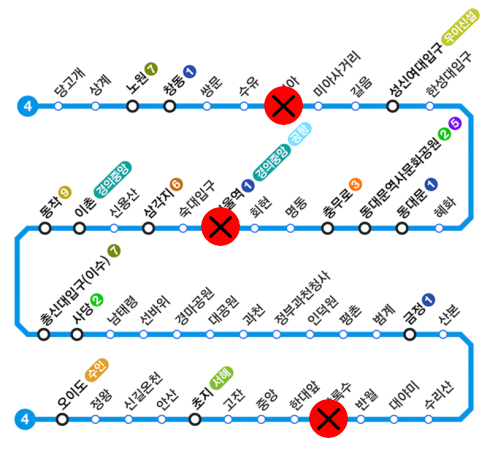 4
당고개
상계
노원 7
창동 1
쌍문
수유
아
미아사거리
길음
성신여대입구 우이신설
한성대입구
동작 9
이촌 경의중앙
신용산
삼각지 6
숙대입구
울역 1 경의중앙 공항
회현
명동
충무로 3
동대문역사문화공원 2 5
동대문 1
혜화
총신대입구(이수) 7
사당 2
남태령
선바위
경마공원
대공원
과천
정부과천청사
인덕원
평촌
범계
금정 1
산본
4
오이도 수인
정왕
신길온천
안산
초지 서해
고잔
중앙
한대앞
록수
반월
대야미
수리산